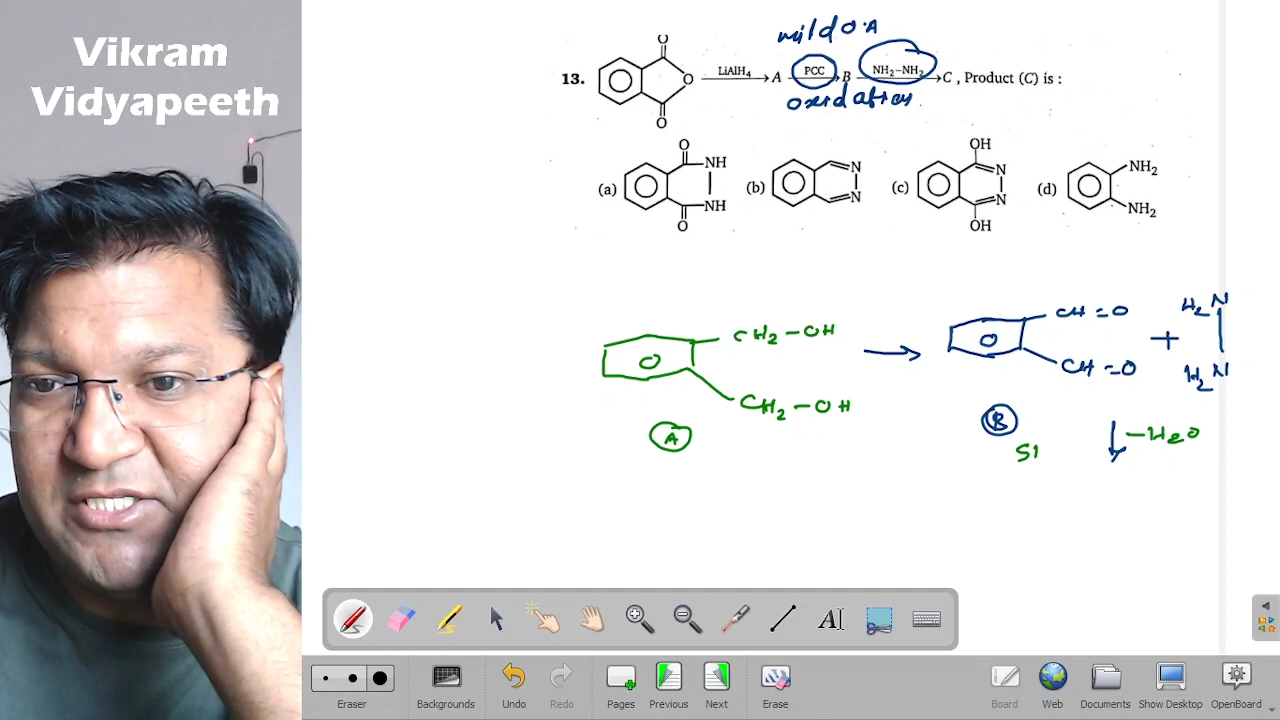 Vikram
Vidyapeeth
mild O.A
13.
O
O
O
LiAlH4
A
PCC
B
NH2–NH2
C , Product (C) is :
oxidation
(a)
O
NH
NH
O
(b)
N
N
(c)
OH
N
N
OH
(d)
NH2
NH2
CH2 – OH
CH2 – OH
A
CH = O
CH = O
+
H2N
H2N
B
SI
–H2O
Eraser
Backgrounds
Undo
Redo
Pages
Previous
Next
Erase
Board
Web
Documents
Show Desktop
OpenBoard